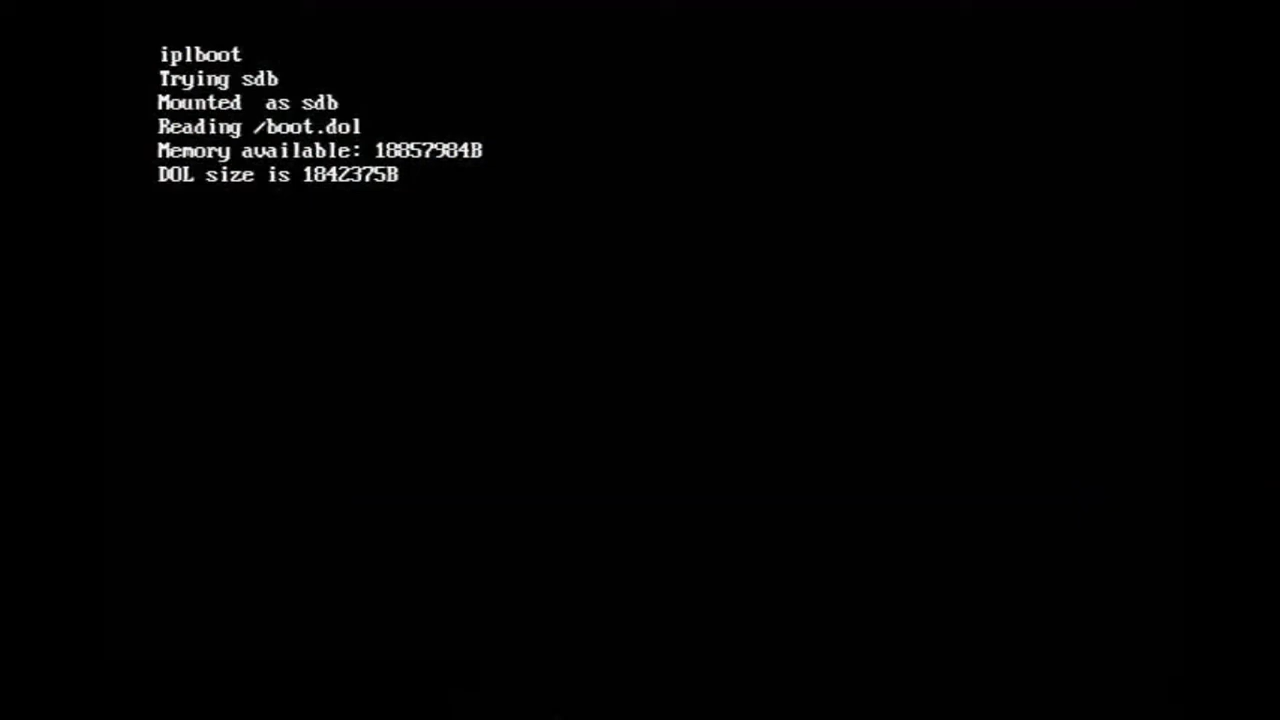 iplboot
Trying sdb
Mounted  as sdb
Reading /boot.dol
Memory available: 18857984B
DOL size is 1842375B